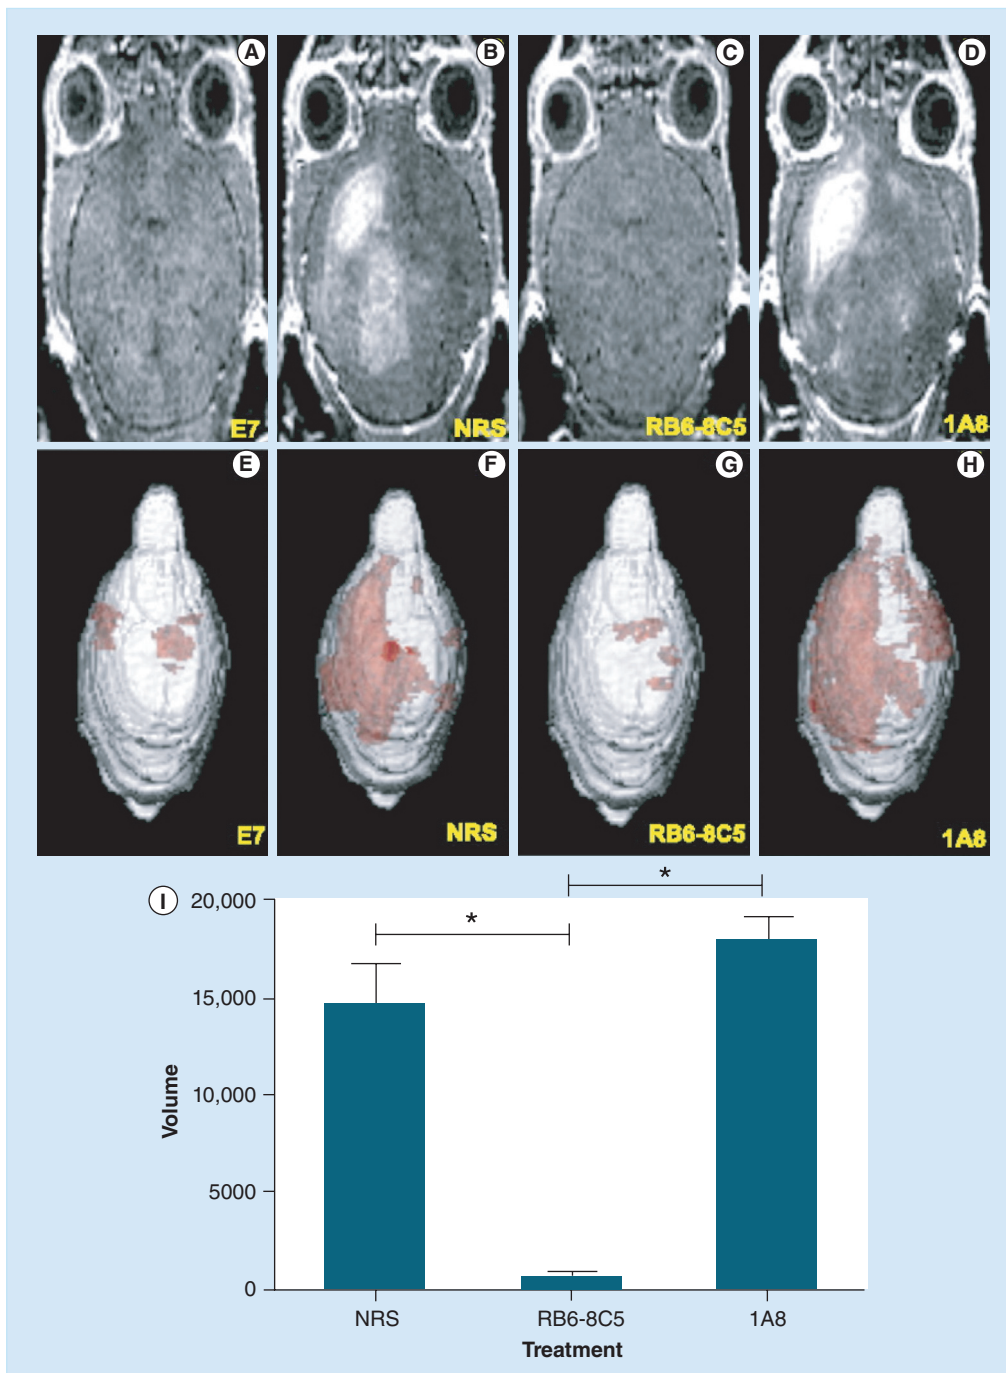 A
B
C
D
E7
NRS
RB6-8C5
1A8
E
F
G
H
E7
NRS
RB6-8C5
1A8
I
20,000
15,000
10,000
5000
0
Volume
*
*
NRS
RB6-8C5
1A8
Treatment